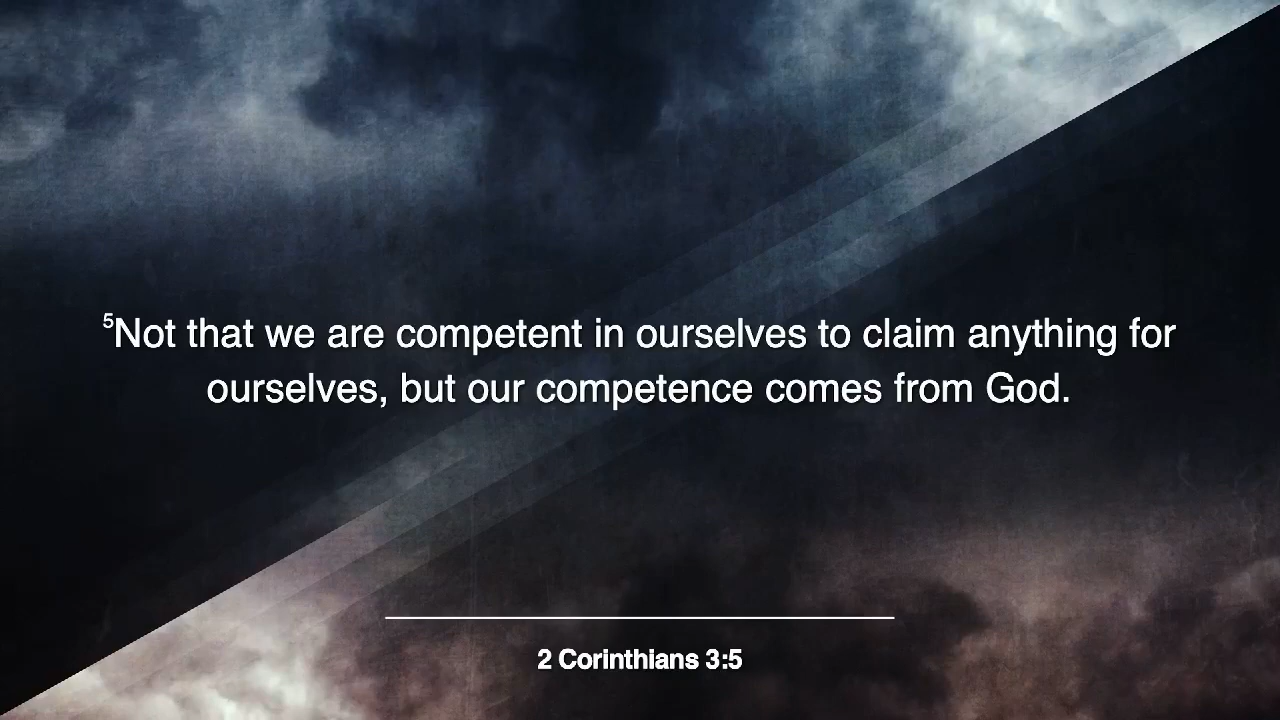 ⁵Not that we are competent in ourselves to claim anything for
ourselves, but our competence comes from God.
2 Corinthians 3:5